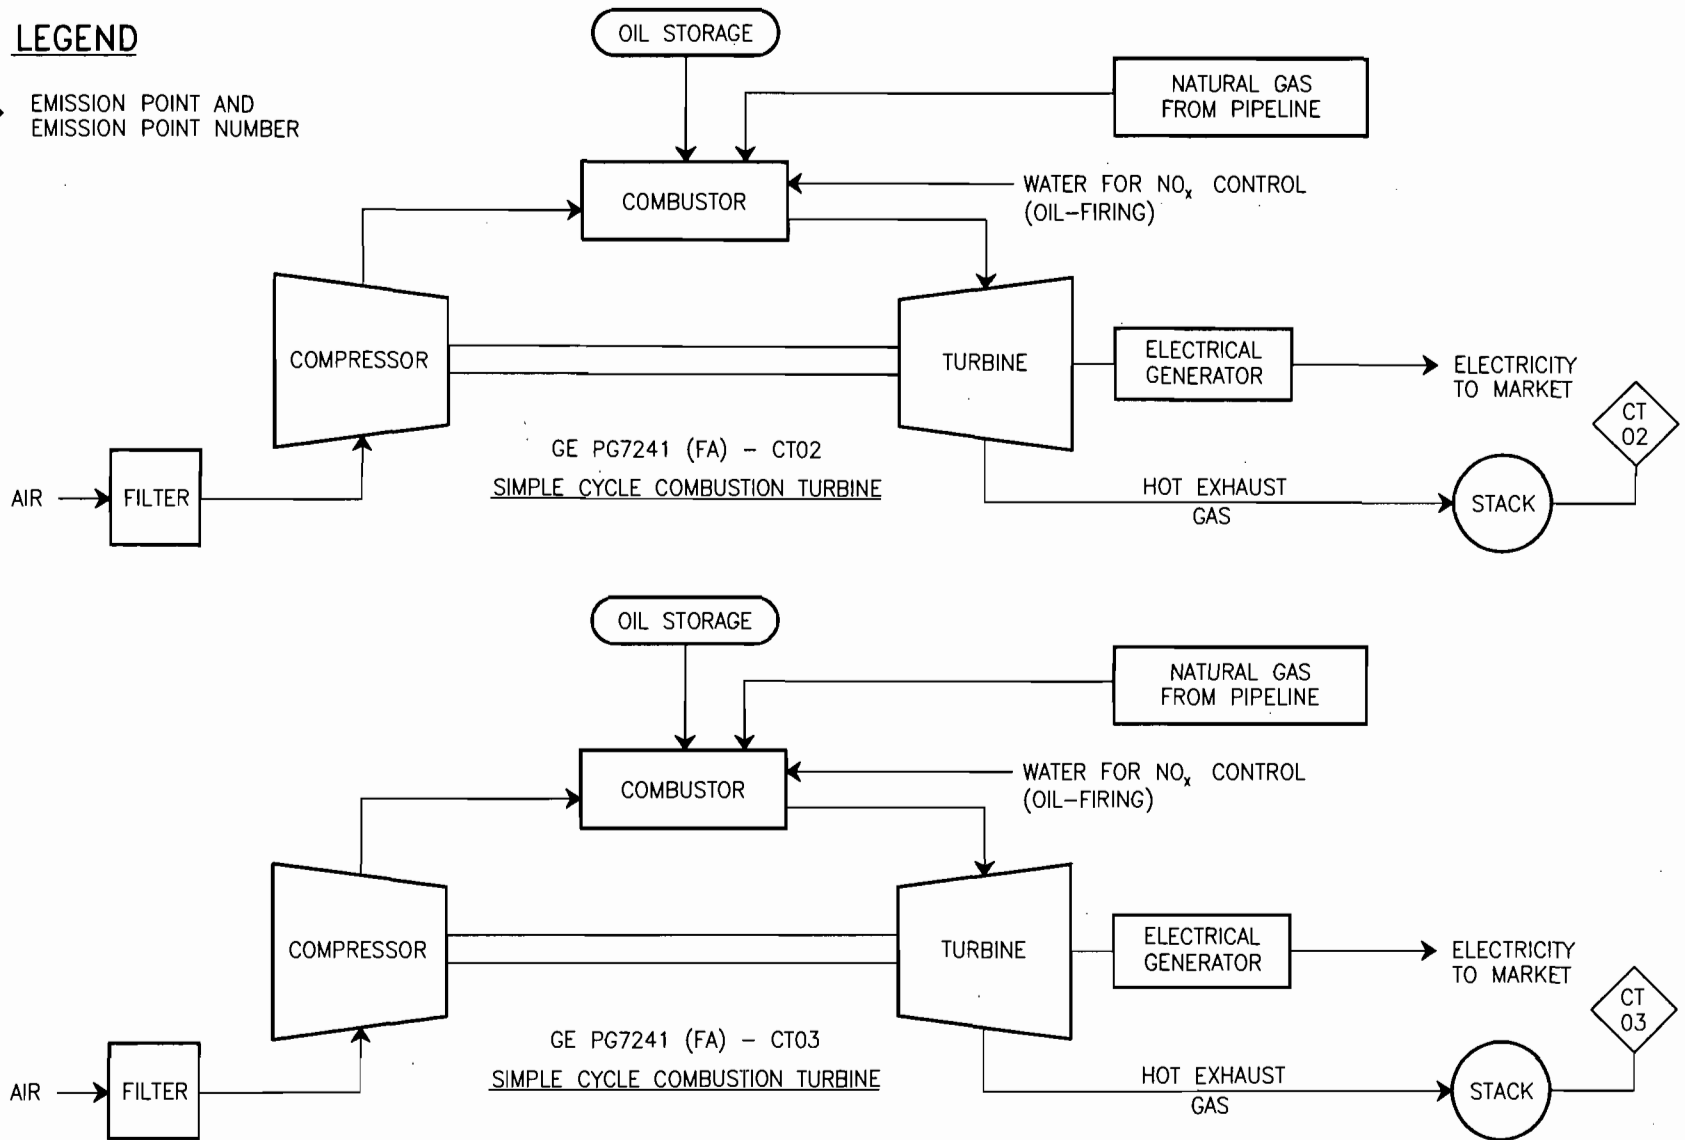 LEGEND
EMISSION POINT AND
EMISSION POINT NUMBER
OIL STORAGE
NATURAL GAS
FROM PIPELINE
COMBUSTOR
WATER FOR NOx CONTROL
(OIL-FIRING)
COMPRESSOR
TURBINE
ELECTRICAL
GENERATOR
ELECTRICITY
TO MARKET
CT
02
GE PG7241 (FA) - CT02
SIMPLE CYCLE COMBUSTION TURBINE
AIR
FILTER
HOT EXHAUST
GAS
STACK
OIL STORAGE
NATURAL GAS
FROM PIPELINE
COMBUSTOR
WATER FOR NOx CONTROL
(OIL-FIRING)
COMPRESSOR
TURBINE
ELECTRICAL
GENERATOR
ELECTRICITY
TO MARKET
CT
03
GE PG7241 (FA) - CT03
SIMPLE CYCLE COMBUSTION TURBINE
AIR
FILTER
HOT EXHAUST
GAS
STACK